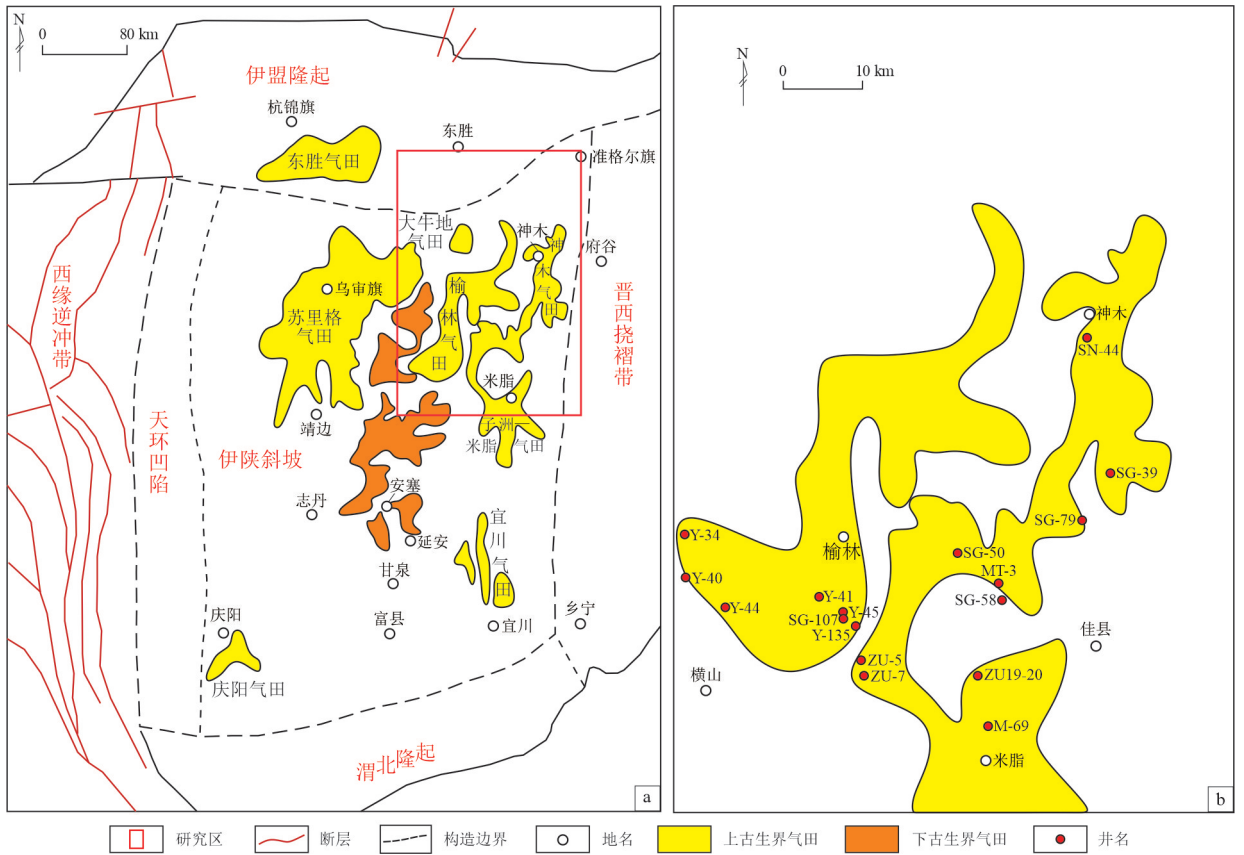 N
0 80 km
伊盟隆起
杭锦旗
东胜
东胜气田
准格尔旗
大牛地
气田
神木
神木气田
府谷
乌审旗
榆林气田
苏里格
气田
西缘逆冲带
晋西挠褶带
米脂
天环凹陷
靖边
子洲—
米脂 气田
伊陕斜坡
志丹
安塞
宜川气田
延安
甘泉
庆阳
富县
宜川
乡宁
庆阳气田
渭北隆起
a
N
0 10 km
神木
SN-44
SG-39
SG-79
Y-34
榆林
SG-50
Y-40
MT-3
Y-41
SG-58
Y-44
Y-45
SG-107
Y-135
佳县
ZU-5
ZU-7
ZU19-20
横山
M-69
米脂
b
研究区
断层
构造边界
地名
上古生界气田
下古生界气田
井名